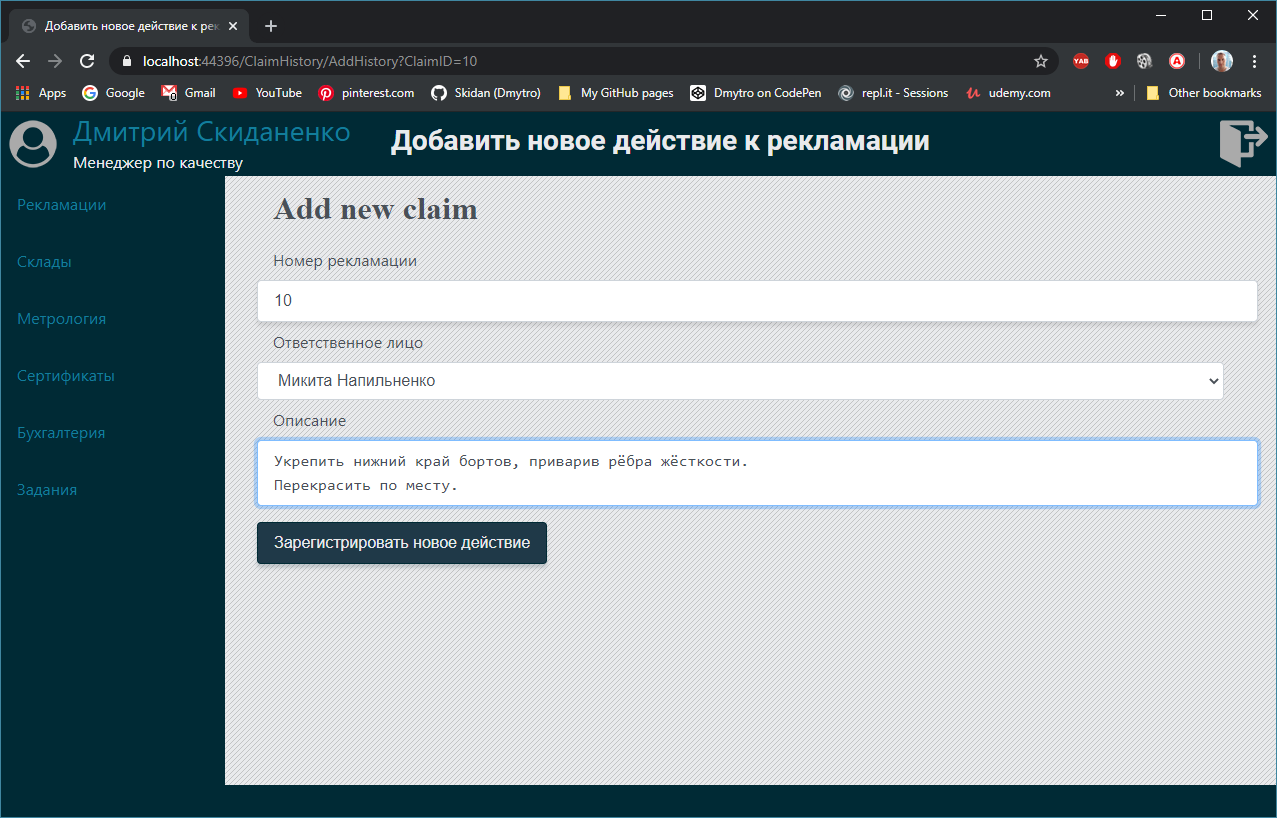 Добавить новое действие к рек
localhost:44396/ClaimHistory/AddHistory?ClaimID=10
YAB
A
Apps Google Gmail YouTube pinterest.com Skidan (Dmytro) My GitHub pages Dmytro on CodePen repl.it - Sessions udemy.com » Other bookmarks
Дмитрий Скиданенко
Менеджер по качеству
Добавить новое действие к рекламации
Рекламации
Склады
Метрология
Сертификаты
Бухгалтерия
Задания
Add new claim
Номер рекламации
10
Ответственное лицо
Микита Напильненко
Описание
Укрепить нижний край бортов, приварив рёбра жёсткости.
Перекрасить по месту.
Зарегистрировать новое действие